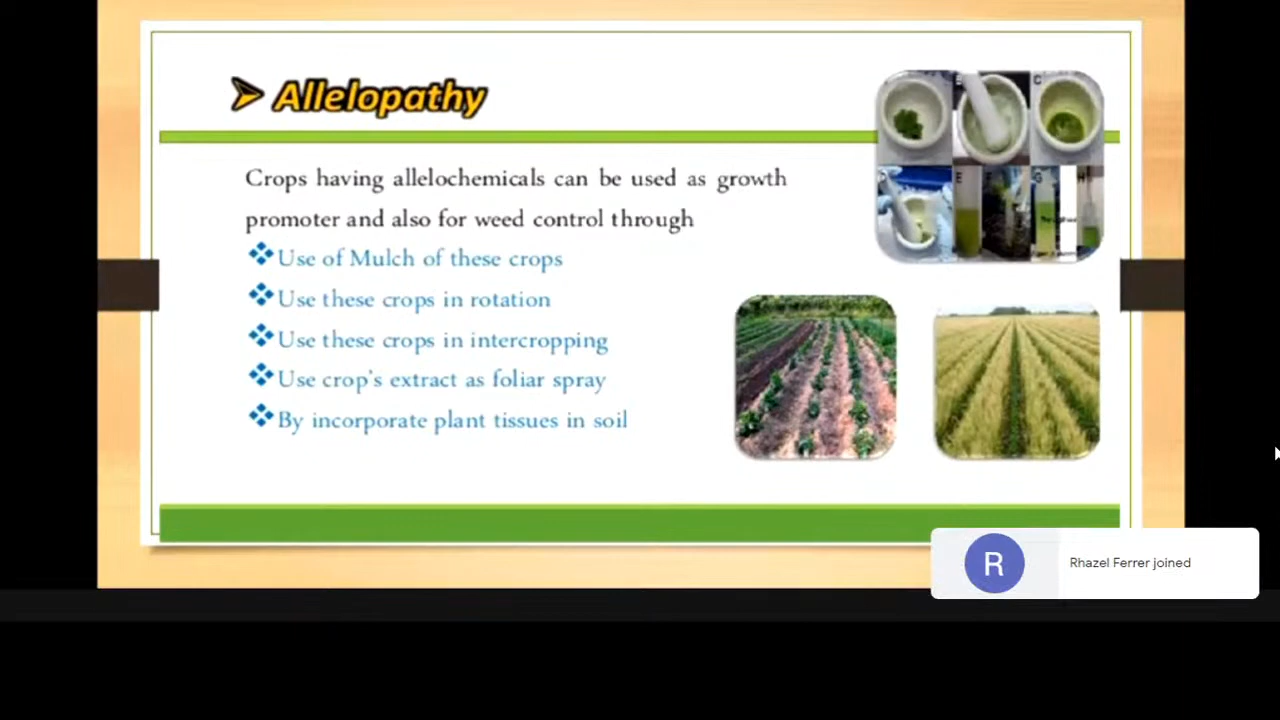 Allelopathy
Crops having allelochemicals can be used as growth
promoter and also for weed control through
Use of Mulch of these crops
Use these crops in rotation
Use these crops in intercropping
Use crop's extract as foliar spray
By incorporate plant tissues in soil
C
E
G
H
R
Rhazel Ferrer joined